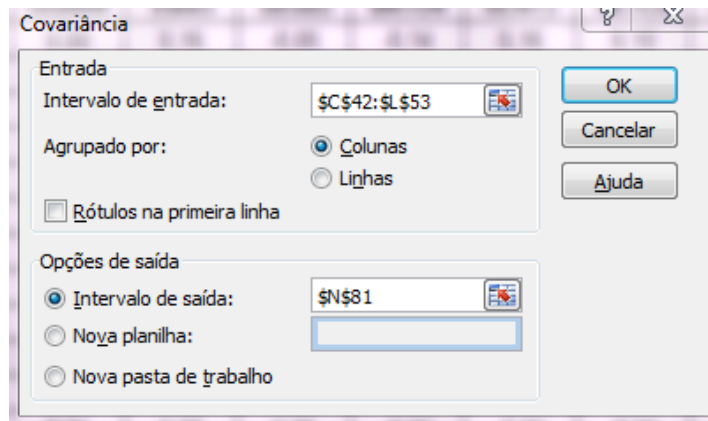 Covariância
Entrada
Intervalo de entrada: $C$42:$L$53
OK
Agrupado por: Colunas
Cancelar
Linhas
Ajuda
Rótulos na primeira linha
Opções de saída
Intervalo de saída: $N$81
Nova planilha:
Nova pasta de trabalho